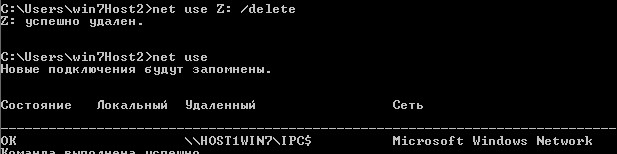 C:\Users\win7Host2>net use Z: /delete
Z: успешно удален.
C:\Users\win7Host2>net use
Новые подключения будут запомнены.
Состояние Локальный Удаленный Сеть
-------------------------------------------------------------------------------
OK \\HOST1WIN7\IPC$ Microsoft Windows Network
Команда выполнена успешно